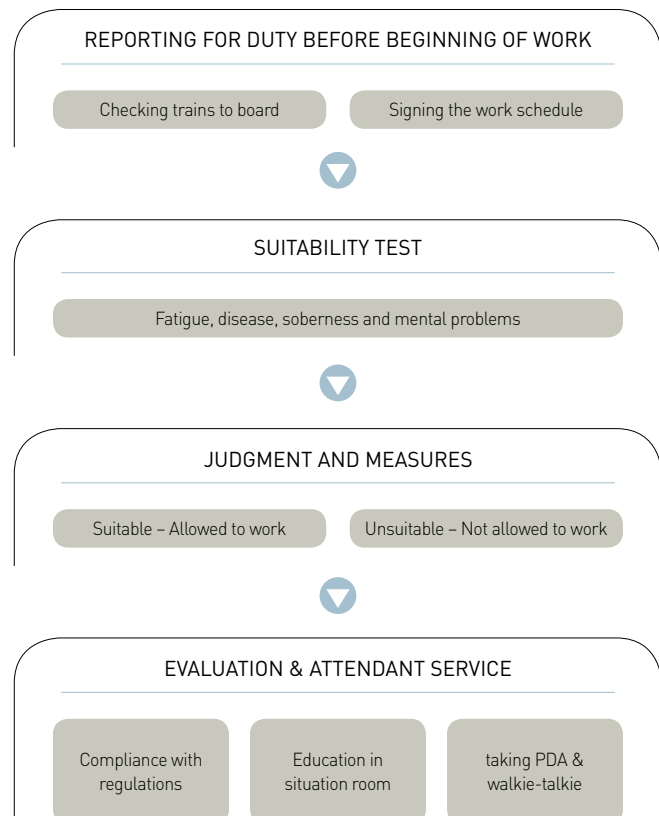 REPORTING FOR DUTY BEFORE BEGINNING OF WORK
Checking trains to board
Signing the work schedule
SUITABILITY TEST
Fatigue, disease, soberness and mental problems
JUDGMENT AND MEASURES
Suitable – Allowed to work
Unsuitable – Not allowed to work
EVALUATION & ATTENDANT SERVICE
Compliance with
regulations
Education in
situation room
taking PDA &
walkie-talkie